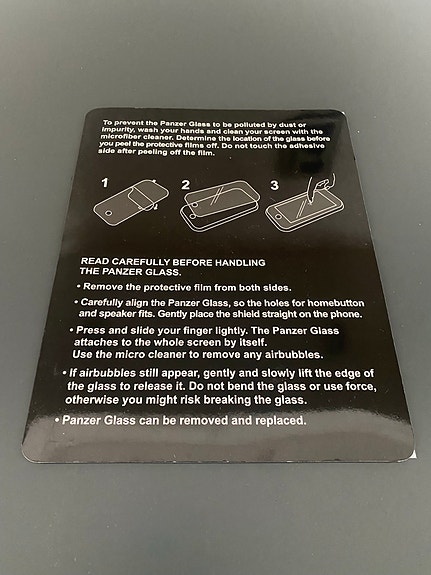 To prevent the Panzer Glass to be polluted by dust or
impurity, wash your hands and clean your screen with the
microfiber cleaner. Determine the location of the glass before
you peel the protective films off. Do not touch the adhesive
side after peeling off the film.
1 2 3
READ CAREFULLY BEFORE HANDLING
THE PANZER GLASS.
• Remove the protective film from both sides.
• Carefully align the Panzer Glass, so the holes for homebutton
and speaker fits. Gently place the shield straight on the phone.
• Press and slide your finger lightly. The Panzer Glass
attaches to the whole screen by itself.
Use the micro cleaner to remove any airbubbles.
• If airbubbles still appear, gently and slowly lift the edge of
the glass to release it. Do not bend the glass or use force,
otherwise you might risk breaking the glass.
• Panzer Glass can be removed and replaced.